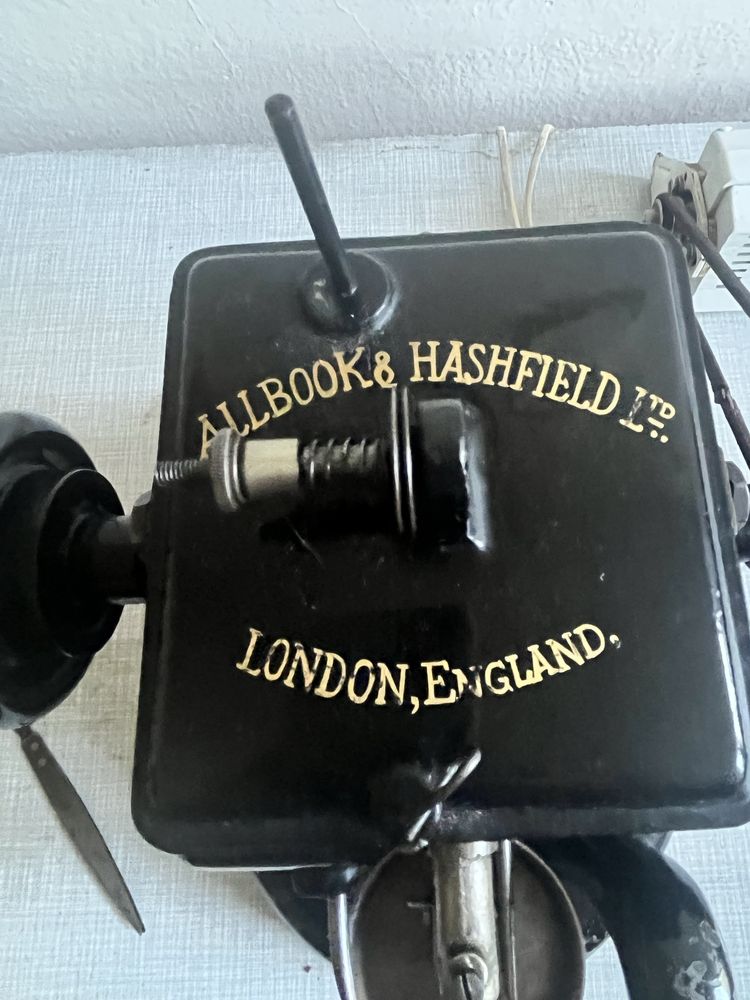 ALLBOOK & HASHFIELD LTD.
LONDON, ENGLAND.